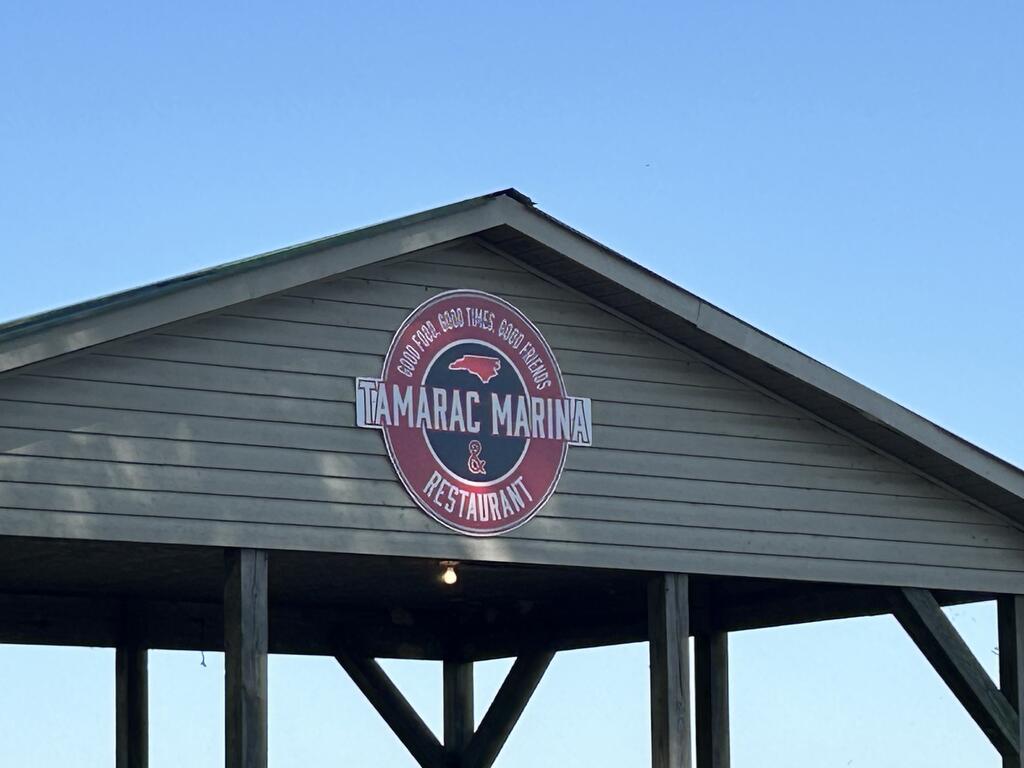 GOOD FOOD. GOOD TIMES. GOOD FRIENDS
TAMARAC MARINA
&
RESTAURANT